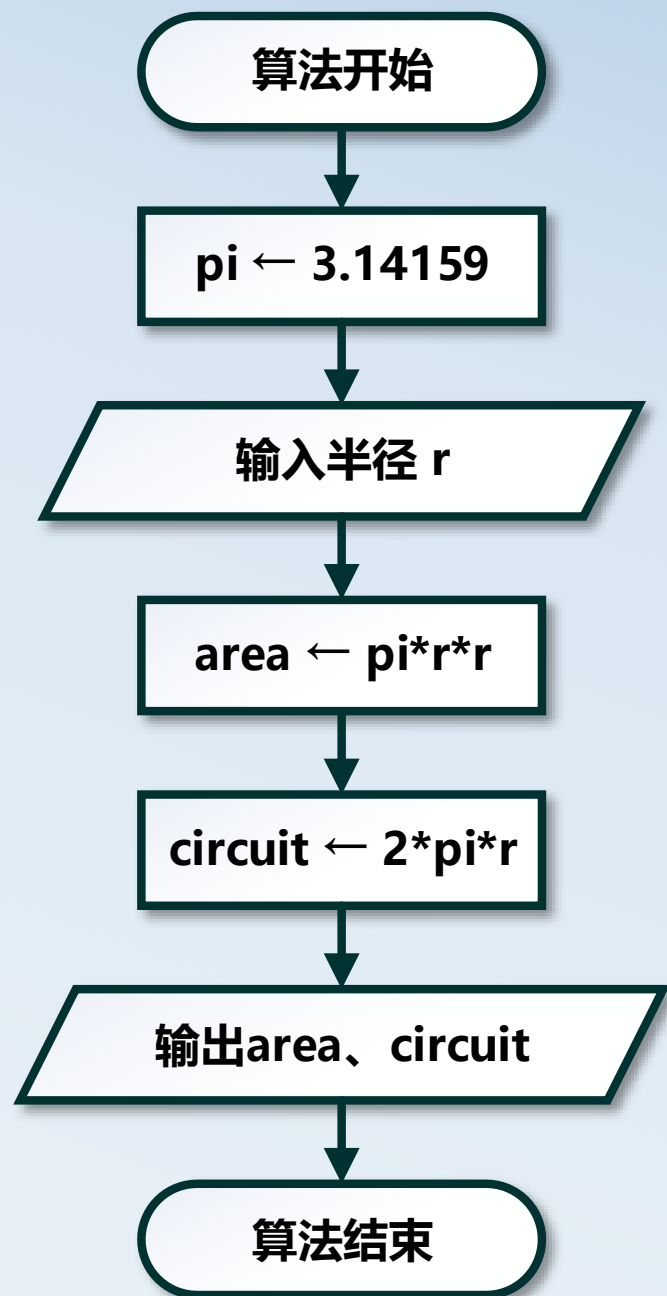 算法开始
pi ← 3.14159
输入半径 r
area ← pi*r*r
circuit ← 2*pi*r
输出area、circuit
算法结束